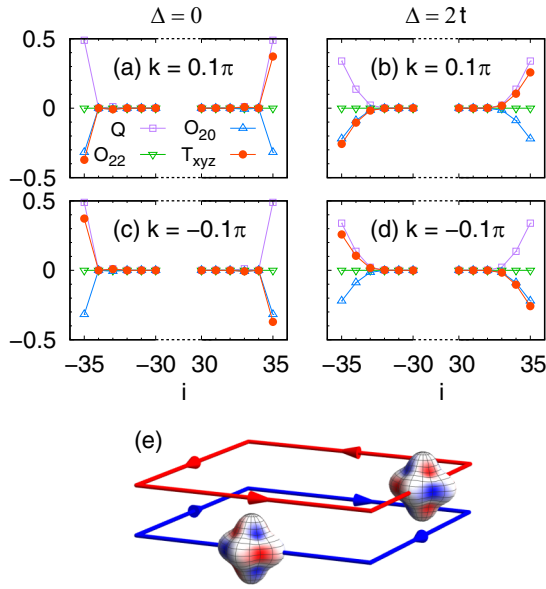 Δ = 0 Δ = 2 t
0.5
(a) k = 0.1π (b) k = 0.1π
0
Q O₂₀
O₂₂ Tₓᵧ𝓏
−0.5
0.5
(c) k = −0.1π (d) k = −0.1π
0
−0.5
−35 −30 30 35 −35 −30 30 35
i i
(e)